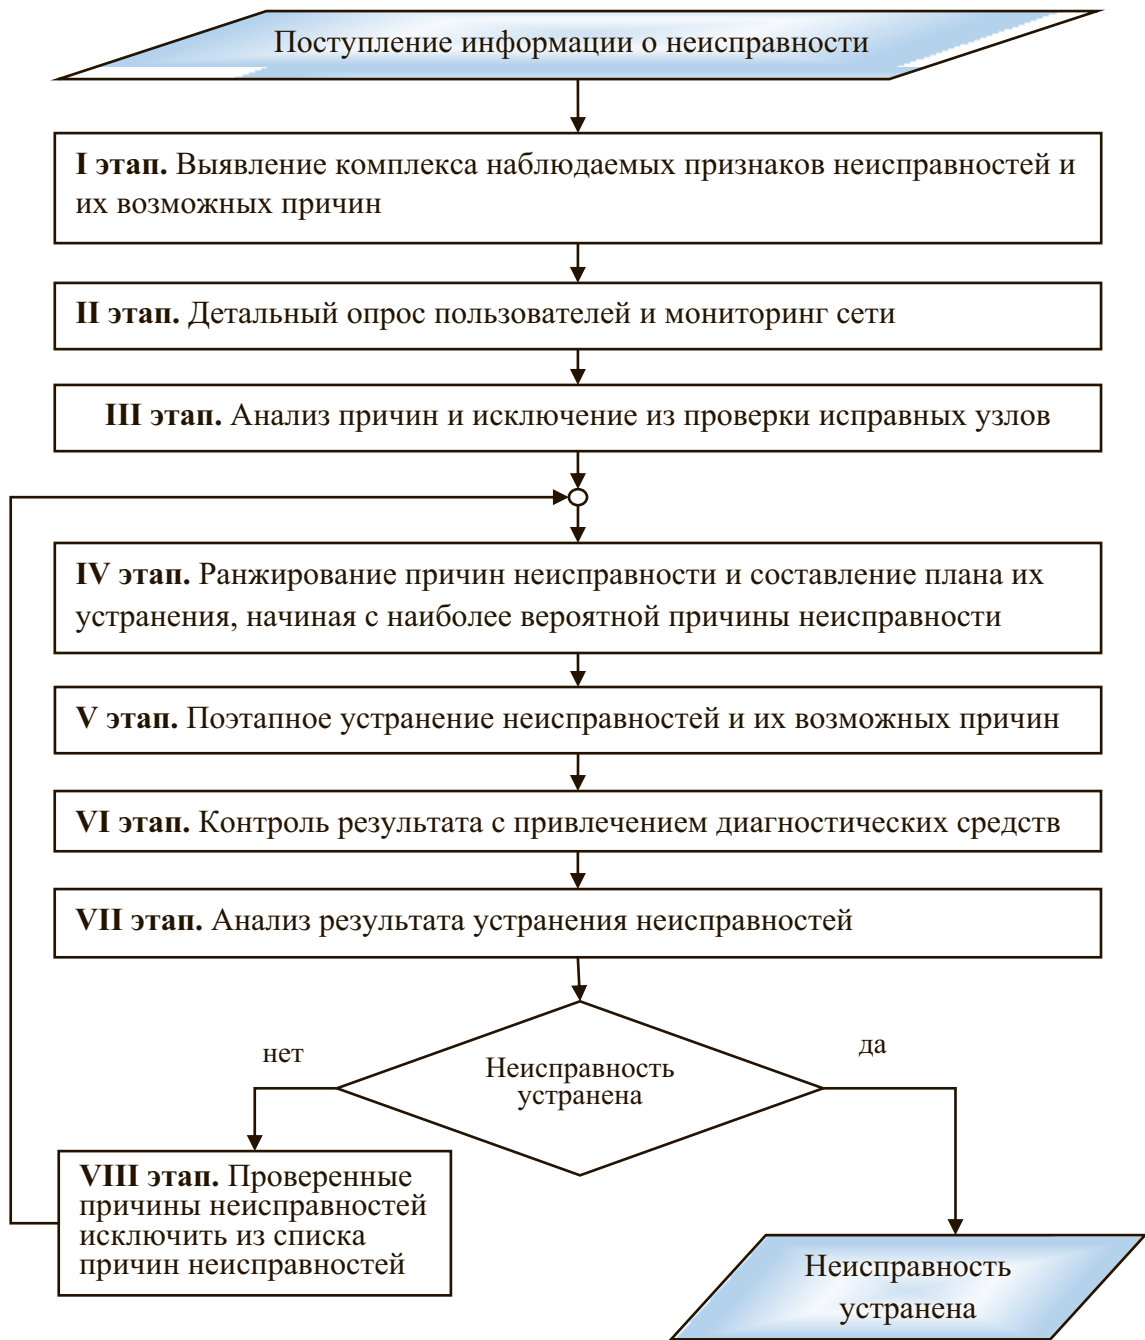 Поступление информации о неисправности
I этап. Выявление комплекса наблюдаемых признаков неисправностей и
их возможных причин
II этап. Детальный опрос пользователей и мониторинг сети
III этап. Анализ причин и исключение из проверки исправных узлов
IV этап. Ранжирование причин неисправности и составление плана их
устранения, начиная с наиболее вероятной причины неисправности
V этап. Поэтапное устранение неисправностей и их возможных причин
VI этап. Контроль результата с привлечением диагностических средств
VII этап. Анализ результата устранения неисправностей
нет
Неисправность
устранена
да
VIII этап. Проверенные
причины неисправностей
исключить из списка
причин неисправностей
Неисправность
устранена